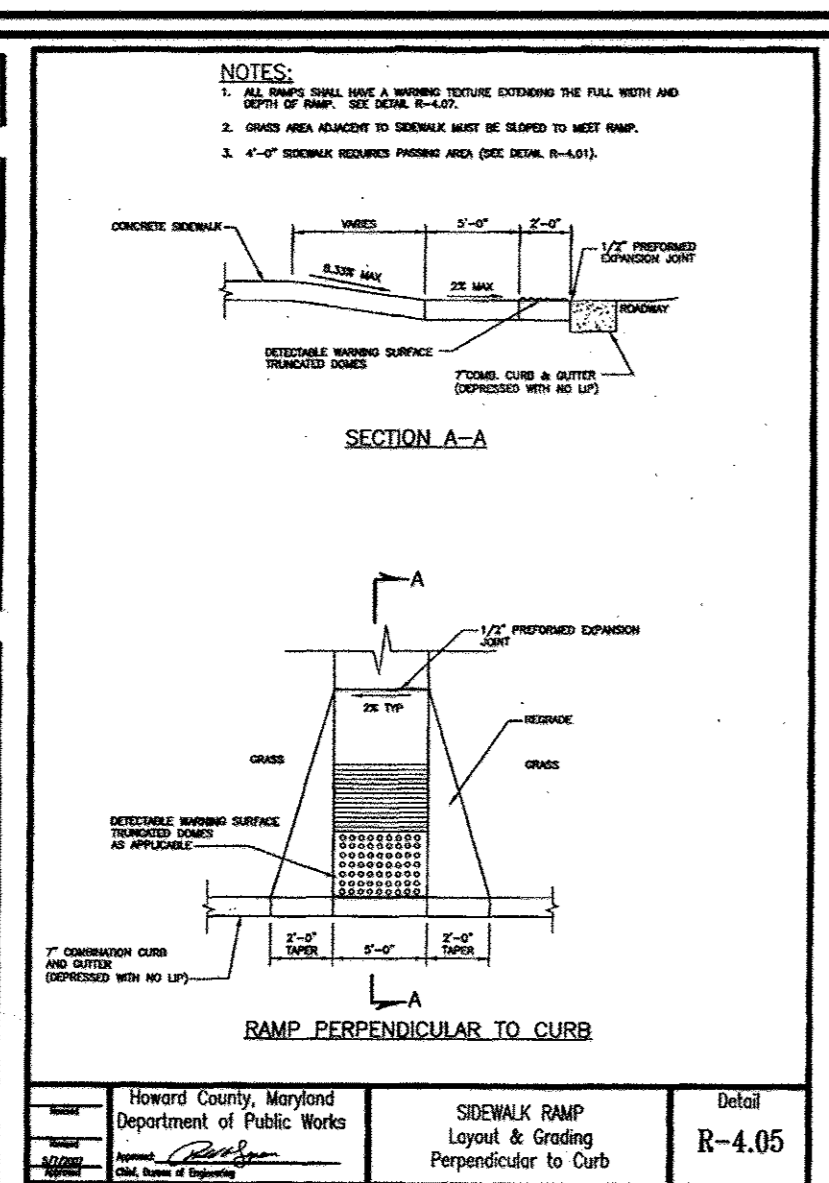 NOTES:
1. ALL RAMPS SHALL HAVE A WARNING TEXTURE EXTENDING THE FULL WIDTH AND
DEPTH OF RAMP. SEE DETAIL R-4.07.
2. GRASS AREA ADJACENT TO SIDEWALK MUST BE SLOPED TO MEET RAMP.
3. 4'-0" SIDEWALK REQUIRES PASSING AREA (SEE DETAIL R-4.01).
CONCRETE SIDEWALK
VARIES
5'-0"
2'-0"
1/2" PREFORMED
EXPANSION JOINT
8.33% MAX
2% MAX
ROADWAY
DETECTABLE WARNING SURFACE
TRUNCATED DOMES
7" COMB. CURB & GUTTER
(DEPRESSED WITH NO LIP)
SECTION A-A
A
1/2" PREFORMED EXPANSION
JOINT
2% TYP
REGRADE
GRASS
GRASS
DETECTABLE WARNING SURFACE
TRUNCATED DOMES
AS APPLICABLE
2'-0"
TAPER
5'-0"
2'-0"
TAPER
7" COMBINATION CURB
AND GUTTER
(DEPRESSED WITH NO LIP)
A
RAMP PERPENDICULAR TO CURB
Revised
Revised
5/7/2007
Approved
Howard County, Maryland
Department of Public Works
Approved:
Chief, Bureau of Engineering
SIDEWALK RAMP
Layout & Grading
Perpendicular to Curb
Detail
R-4.05